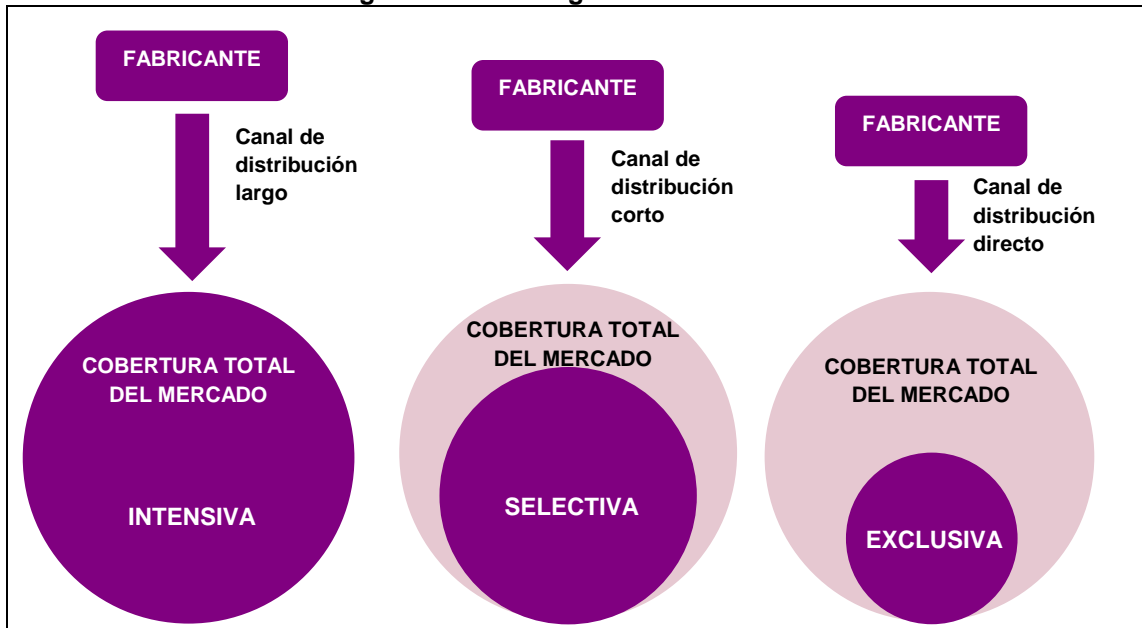 FABRICANTE
Canal de
distribución
largo
COBERTURA TOTAL
DEL MERCADO
INTENSIVA
FABRICANTE
Canal de
distribución
corto
COBERTURA TOTAL
DEL MERCADO
SELECTIVA
FABRICANTE
Canal de
distribución
directo
COBERTURA TOTAL
DEL MERCADO
EXCLUSIVA